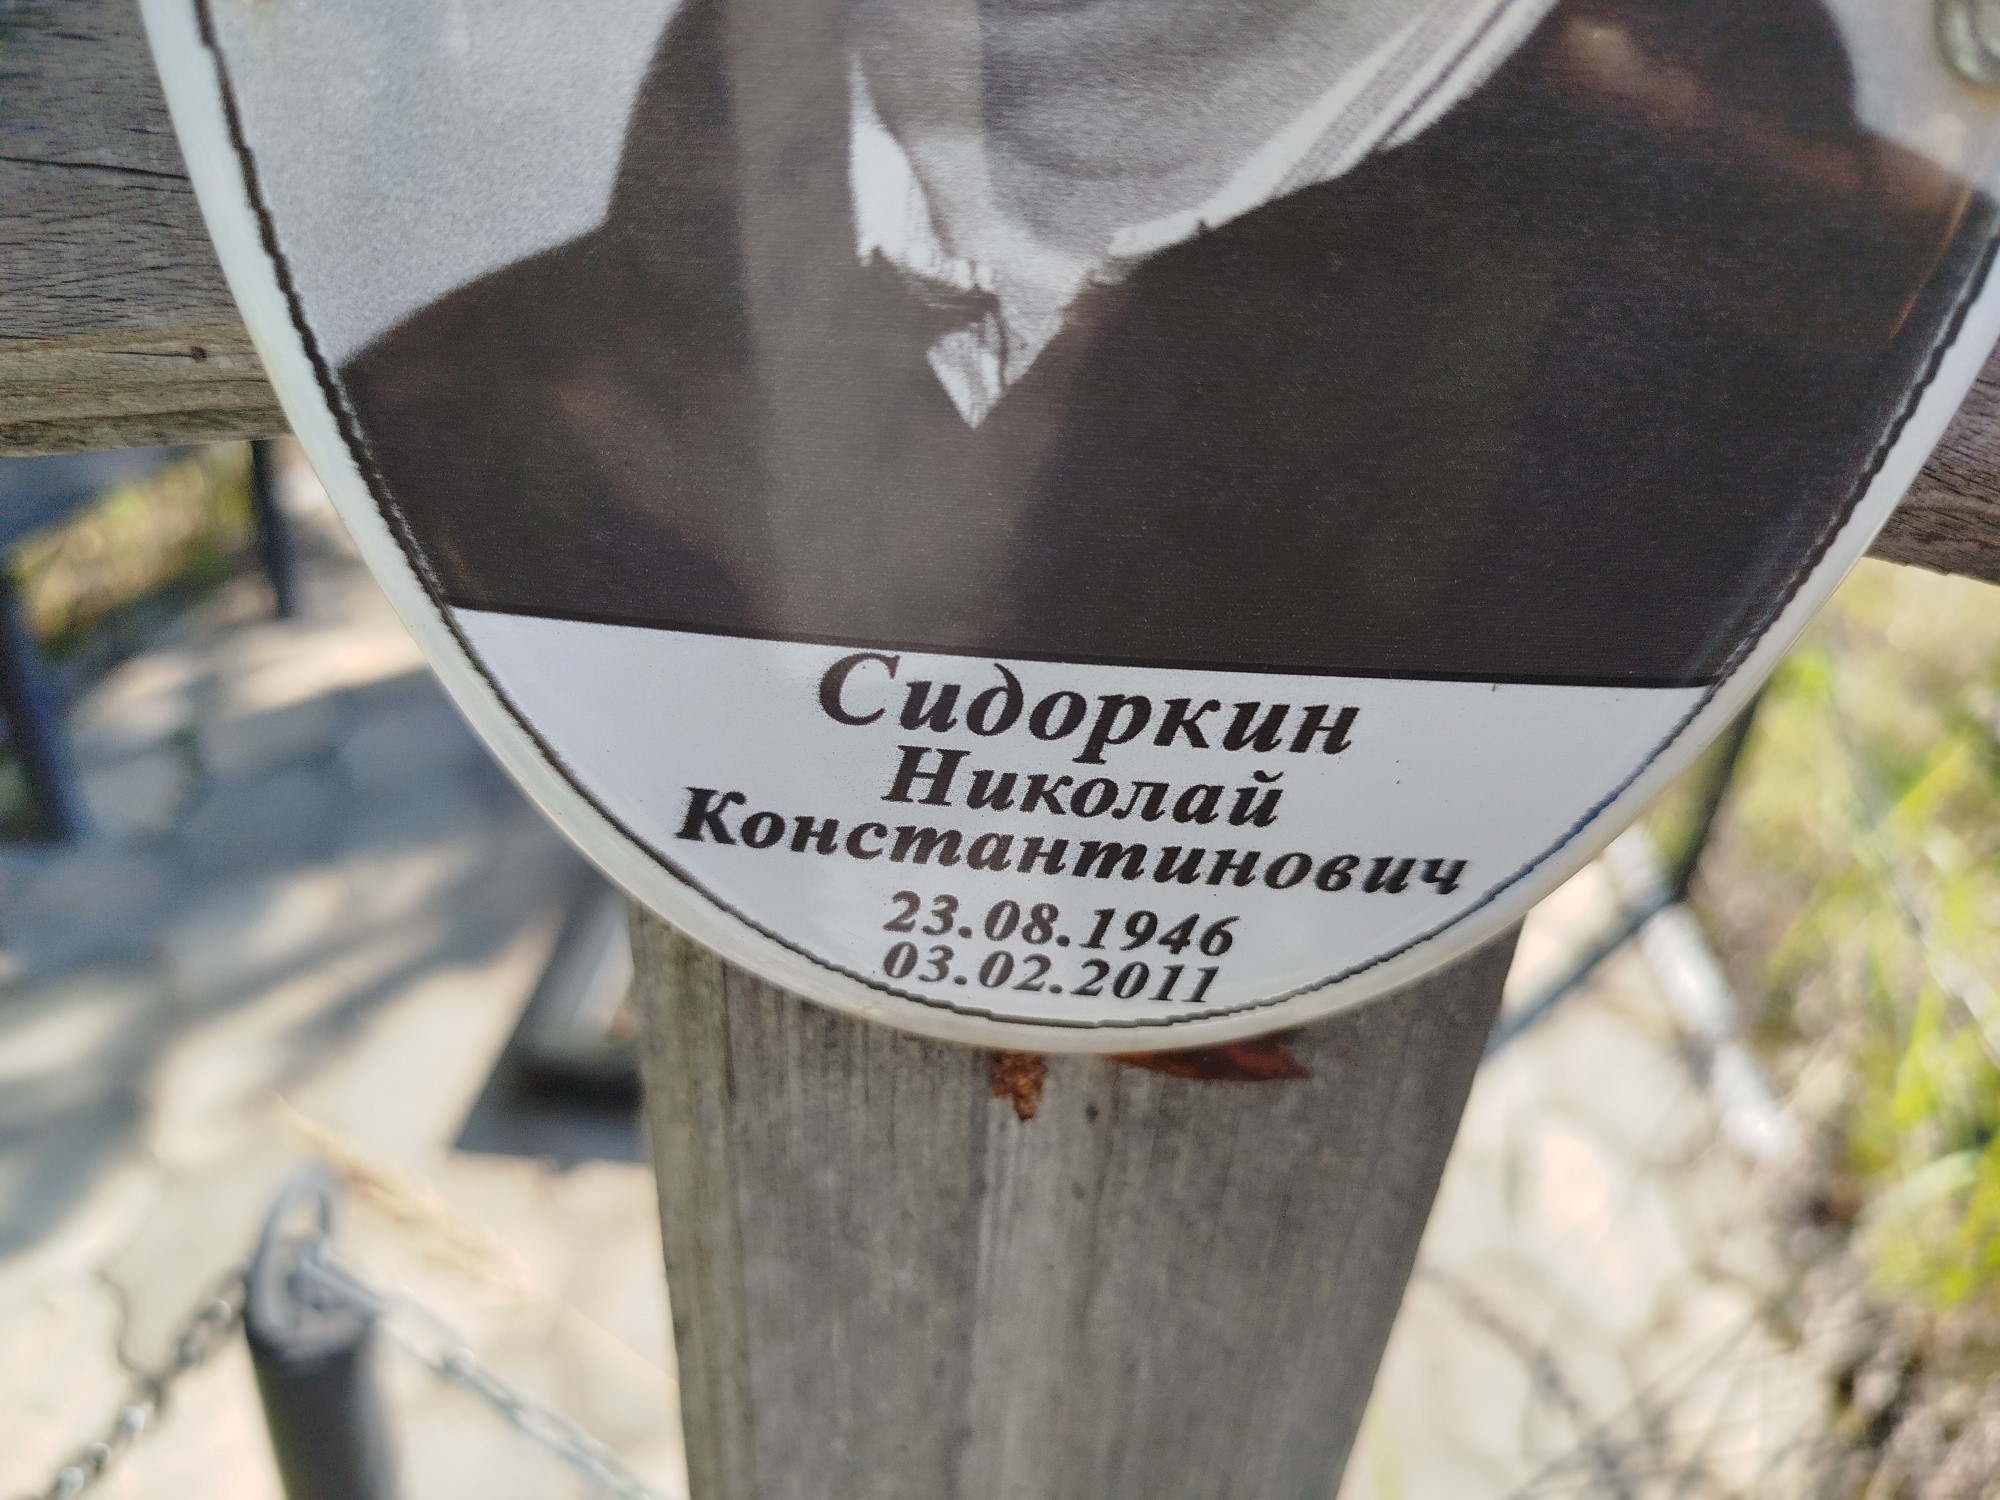 Сидоркин
Николай
Константинович
23.08.1946
03.02.2011